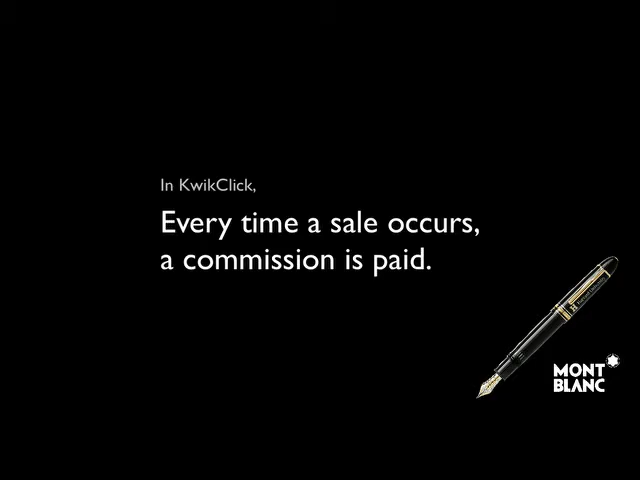 In KwikClick,
Every time a sale occurs,
a commission is paid.
MONT
BLANC